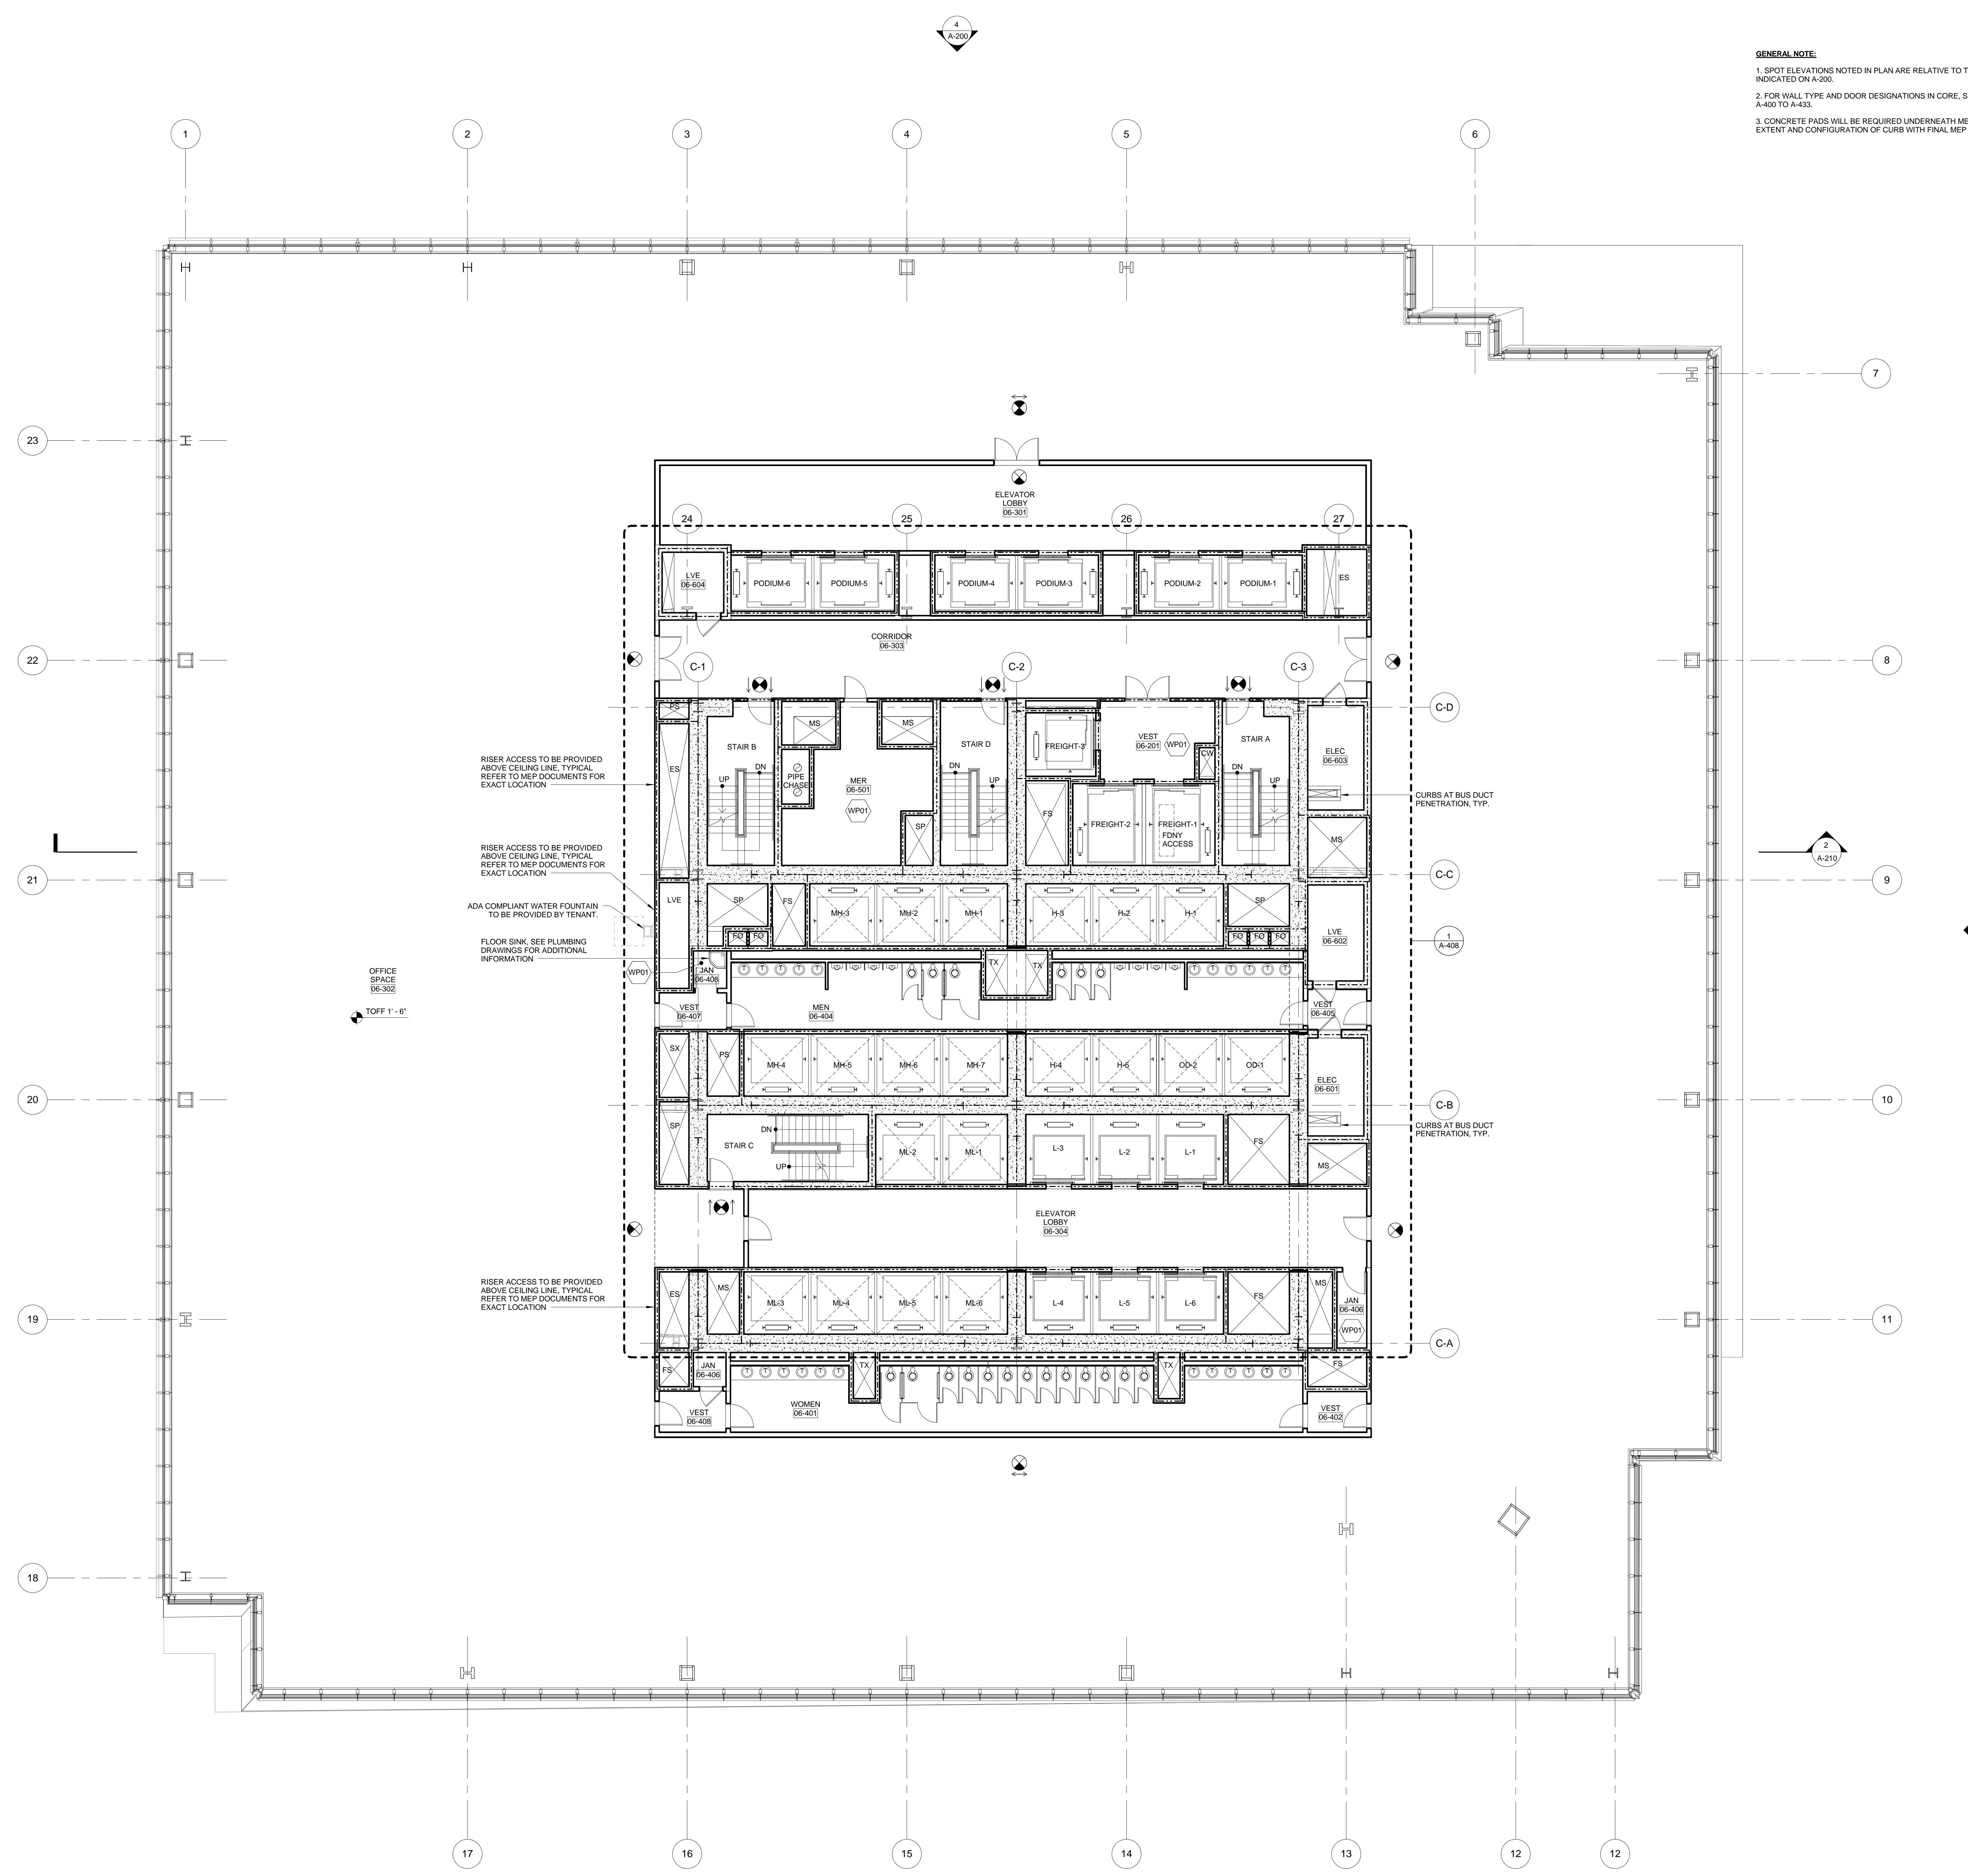 4
A-200
GENERAL NOTE:
1. SPOT ELEVATIONS NOTED IN PLAN ARE RELATIVE TO T
INDICATED ON A-200.
2. FOR WALL TYPE AND DOOR DESIGNATIONS IN CORE, S
A-400 TO A-433.
3. CONCRETE PADS WILL BE REQUIRED UNDERNEATH ME
EXTENT AND CONFIGURATION OF CURB WITH FINAL MEP
1
2
3
4
5
6
7
23
ELEVATOR
LOBBY
06-301
24
25
26
27
LVE
06-604
PODIUM-6
PODIUM-5
PODIUM-4
PODIUM-3
PODIUM-2
PODIUM-1
ES
CORRIDOR
06-303
22
C-1
C-2
C-3
8
C-D
PS
MS
MS
STAIR B
STAIR D
FREIGHT-3
VEST
06-201
WP01
CW
STAIR A
ELEC
06-603
RISER ACCESS TO BE PROVIDED
ABOVE CEILING LINE, TYPICAL
REFER TO MEP DOCUMENTS FOR
EXACT LOCATION
ES
UP
DN
PIPE
CHASE
MER
06-501
WP01
DN
UP
DN
UP
CURBS AT BUS DUCT
PENETRATION, TYP.
FS
SP
FREIGHT-2
FREIGHT-1
FDNY
ACCESS
MS
2
A-210
RISER ACCESS TO BE PROVIDED
ABOVE CEILING LINE, TYPICAL
REFER TO MEP DOCUMENTS FOR
EXACT LOCATION
21
C-C
9
LVE
SP
FS
MH-3
MH-2
MH-1
H-3
H-2
H-1
SP
ADA COMPLIANT WATER FOUNTAIN
TO BE PROVIDED BY TENANT.
FO
FO
FO
FO
FO
LVE
06-602
1
A-408
FLOOR SINK, SEE PLUMBING
DRAWINGS FOR ADDITIONAL
INFORMATION
OFFICE
SPACE
06-302
WP01
JAN
06-408
TX
TX
TOFF 1' - 6"
VEST
06-407
MEN
06-404
VEST
06-405
SX
PS
MH-4
MH-5
MH-6
MH-7
H-4
H-5
OD-2
OD-1
ELEC
06-601
20
C-B
10
CURBS AT BUS DUCT
PENETRATION, TYP.
SP
STAIR C
DN
UP
ML-2
ML-1
L-3
L-2
L-1
FS
MS
ELEVATOR
LOBBY
06-304
RISER ACCESS TO BE PROVIDED
ABOVE CEILING LINE, TYPICAL
REFER TO MEP DOCUMENTS FOR
EXACT LOCATION
ES
MS
ML-3
ML-4
ML-5
ML-6
L-4
L-5
L-6
FS
MS
JAN
06-406
WP01
19
11
C-A
FS
JAN
06-406
TX
TX
FS
VEST
06-408
WOMEN
06-401
VEST
06-402
18
17
16
15
14
13
12
12